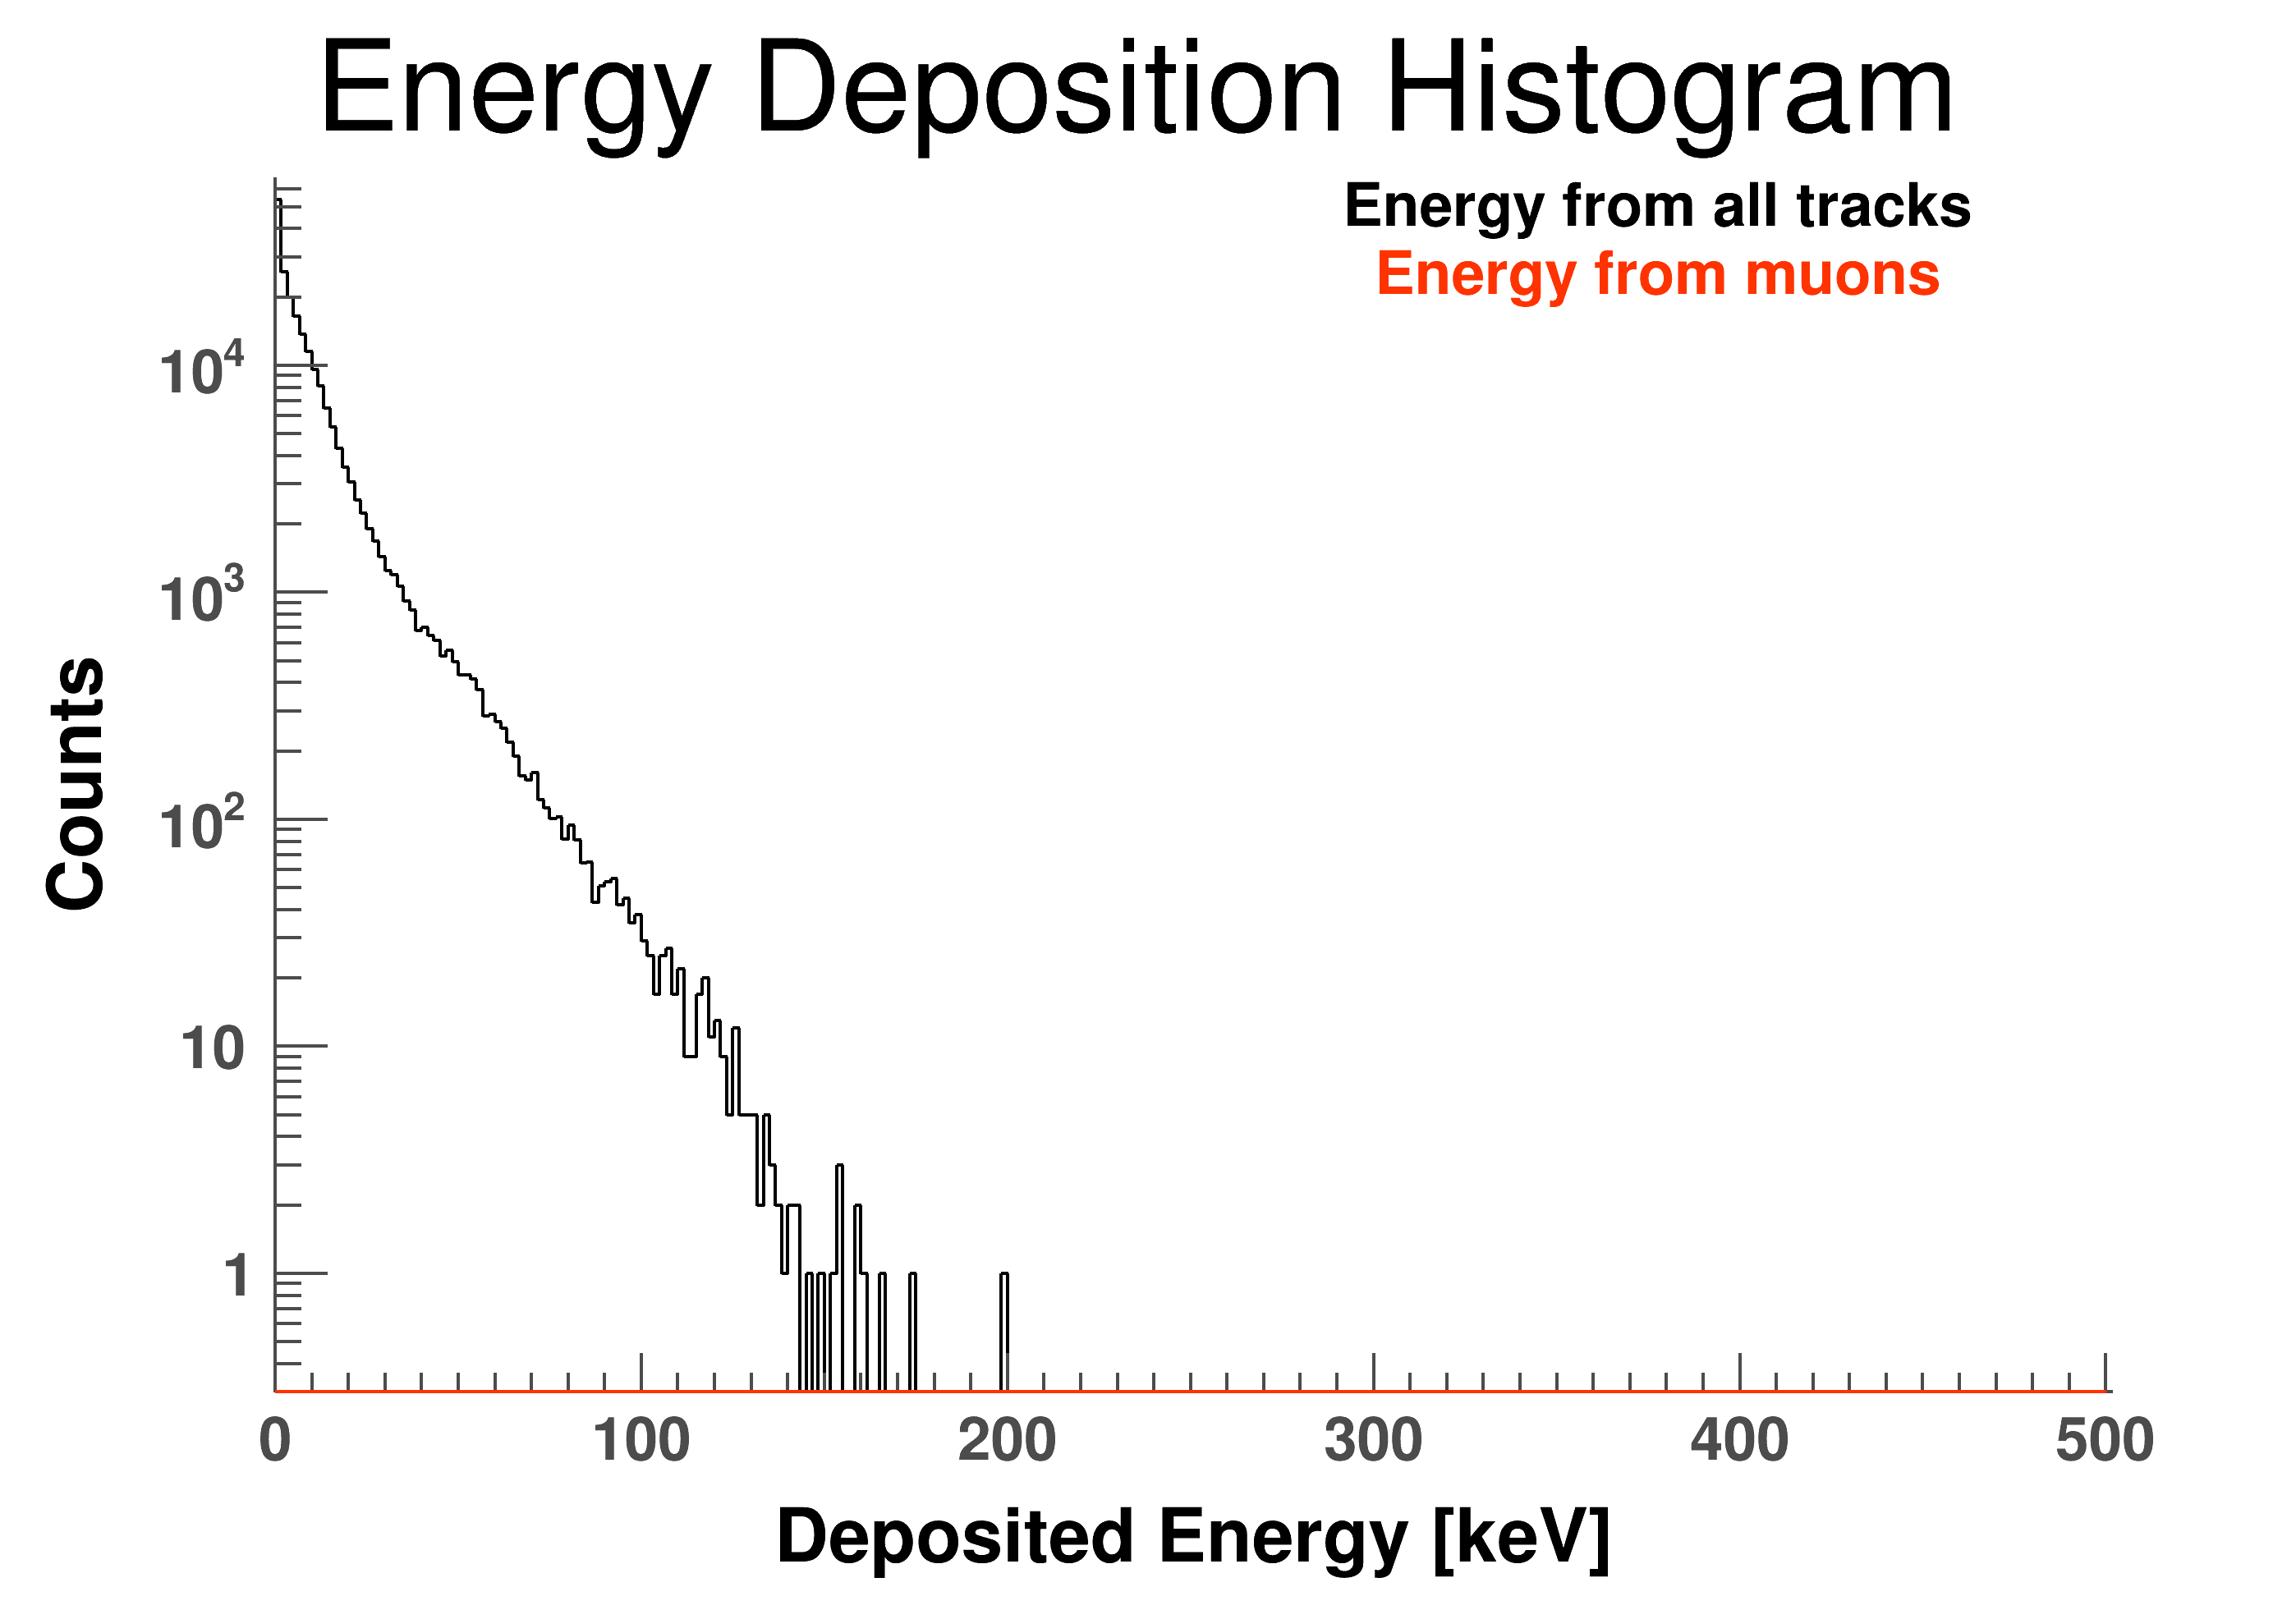 Energy Deposition Histogram
Energy from all tracks
Energy from muons
10⁴
10³
10²
10
1
Counts
0 100 200 300 400 500
Deposited Energy [keV]